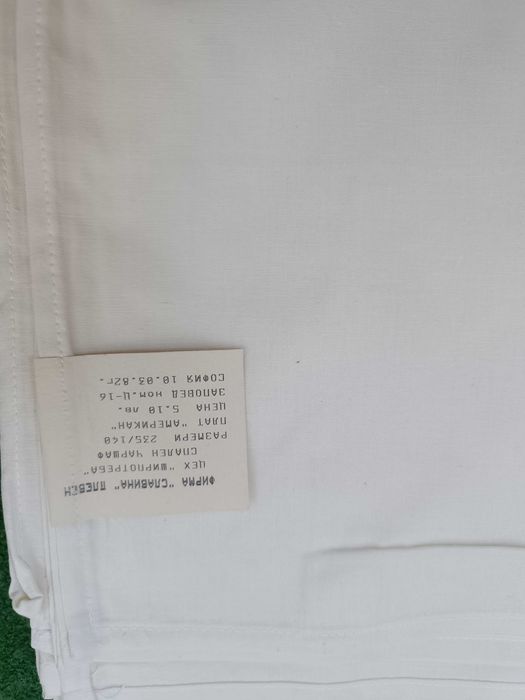 ФИРМА "СЛАВИНА" ПЛЕВЕН
ЦЕХ "ШИРПОТРЕБА"
СПАЛЕН ЧАРШАФ
РАЗМЕРИ 235/140
ПЛАТ "АМЕРИКАН"
ЦЕНА 5.10 лв.
ЗАПОВЕД ном.Ц-16
СОФИЯ 10.03.82г.